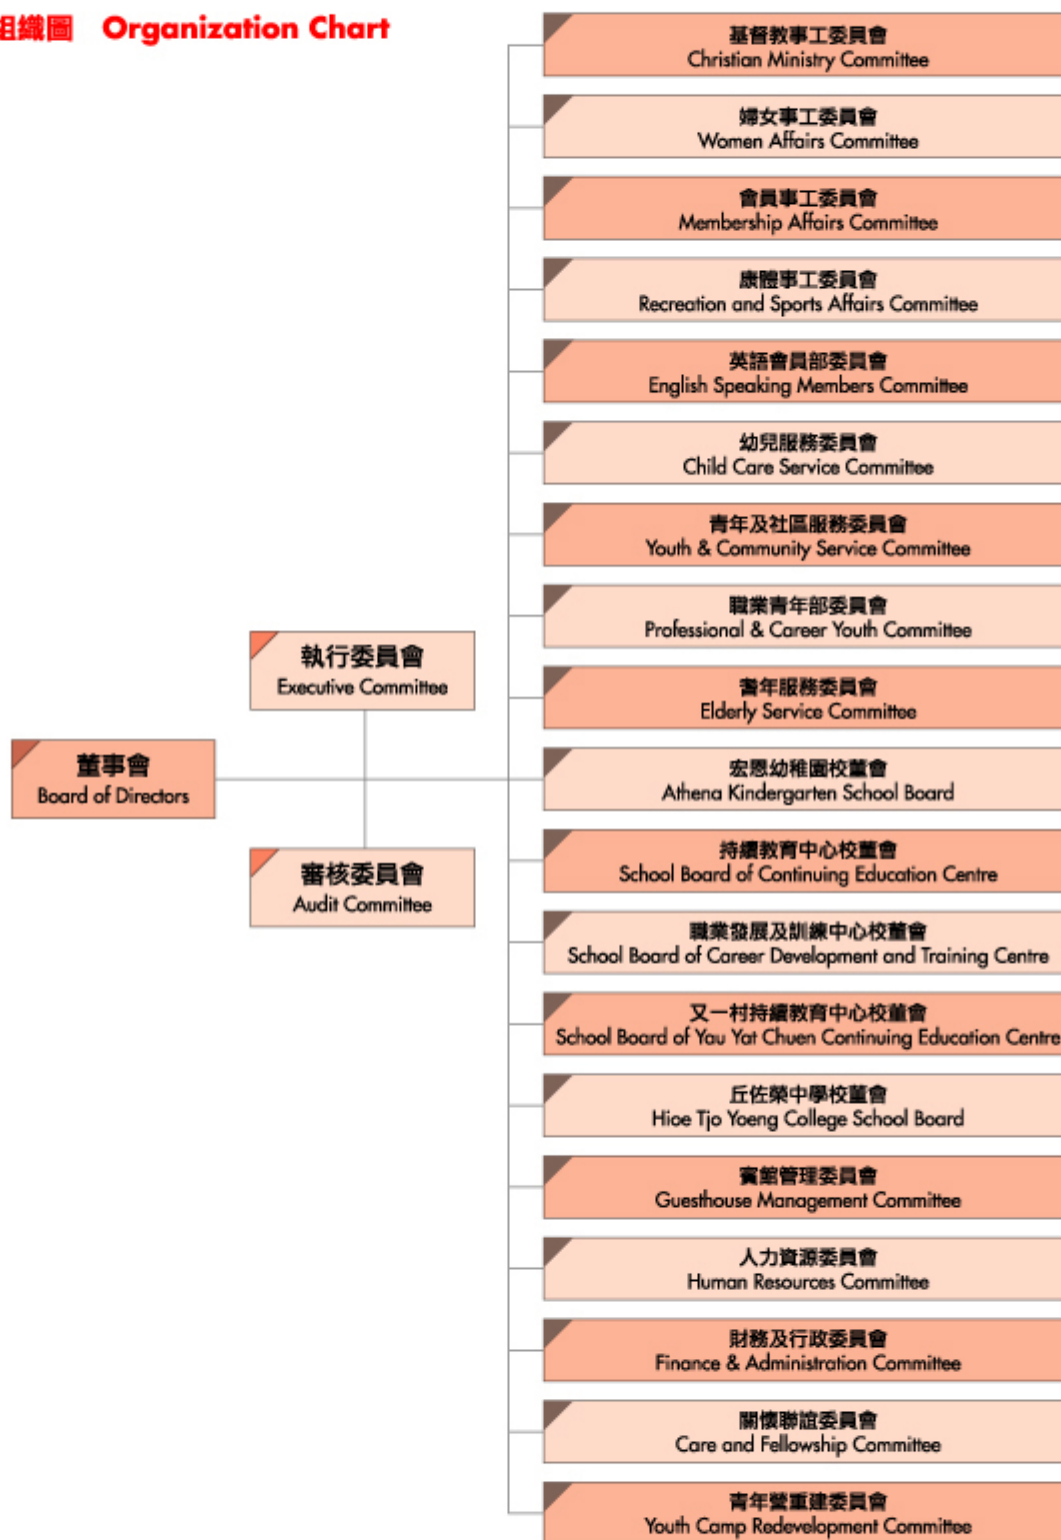 組織圖 Organization Chart
基督教事工委員會
Christian Ministry Committee
婦女事工委員會
Women Affairs Committee
會員事工委員會
Membership Affairs Committee
康體事工委員會
Recreation and Sports Affairs Committee
英語會員部委員會
English Speaking Members Committee
幼兒服務委員會
Child Care Service Committee
青年及社區服務委員會
Youth & Community Service Committee
職業青年部委員會
Professional & Career Youth Committee
耆年服務委員會
Elderly Service Committee
宏恩幼稚園校董會
Athena Kindergarten School Board
持續教育中心校董會
School Board of Continuing Education Centre
職業發展及訓練中心校董會
School Board of Career Development and Training Centre
又一村持續教育中心校董會
School Board of Yau Yat Chuen Continuing Education Centre
丘佐榮中學校董會
Hioe Tjo Yoeng College School Board
賓館管理委員會
Guesthouse Management Committee
人力資源委員會
Human Resources Committee
財務及行政委員會
Finance & Administration Committee
關懷聯誼委員會
Care and Fellowship Committee
青年營重建委員會
Youth Camp Redevelopment Committee
執行委員會
Executive Committee
董事會
Board of Directors
審核委員會
Audit Committee